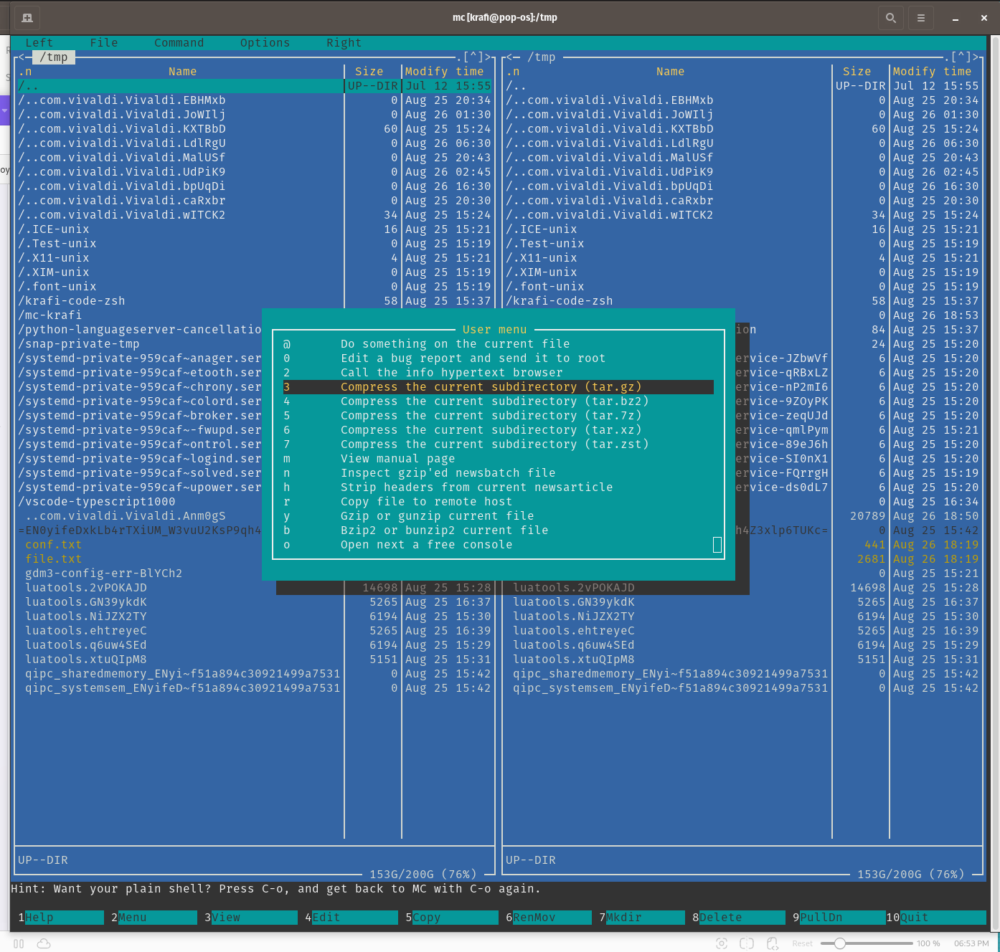 mc [krafi@pop-os]:/tmp
Left File Command Options Right
<─ /tmp .[^]> <─ /tmp .[^]>
.n Name Size Modify time .n Name Size Modify time
/.. UP--DIR Jul 12 15:55 /.. UP--DIR Jul 12 15:55
/..com.vivaldi.Vivaldi.EBHMxb 0 Aug 25 20:34 /..com.vivaldi.Vivaldi.EBHMxb 0 Aug 25 20:34
/..com.vivaldi.Vivaldi.JoWIlj 0 Aug 26 01:30 /..com.vivaldi.Vivaldi.JoWIlj 0 Aug 26 01:30
/..com.vivaldi.Vivaldi.KXTBbD 60 Aug 25 15:24 /..com.vivaldi.Vivaldi.KXTBbD 60 Aug 25 15:24
/..com.vivaldi.Vivaldi.LdlRgU 0 Aug 26 06:30 /..com.vivaldi.Vivaldi.LdlRgU 0 Aug 26 06:30
/..com.vivaldi.Vivaldi.MalUSf 0 Aug 25 20:43 /..com.vivaldi.Vivaldi.MalUSf 0 Aug 25 20:43
/..com.vivaldi.Vivaldi.UdPiK9 0 Aug 26 02:45 /..com.vivaldi.Vivaldi.UdPiK9 0 Aug 26 02:45
/..com.vivaldi.Vivaldi.bpUqDi 0 Aug 26 16:30 /..com.vivaldi.Vivaldi.bpUqDi 0 Aug 26 16:30
/..com.vivaldi.Vivaldi.caRxbr 0 Aug 25 20:30 /..com.vivaldi.Vivaldi.caRxbr 0 Aug 25 20:30
/..com.vivaldi.Vivaldi.wITCK2 34 Aug 25 15:24 /..com.vivaldi.Vivaldi.wITCK2 34 Aug 25 15:24
/.ICE-unix 16 Aug 25 15:21 /.ICE-unix 16 Aug 25 15:21
/.Test-unix 0 Aug 25 15:19 /.Test-unix 0 Aug 25 15:19
/.X11-unix 4 Aug 25 15:21 /.X11-unix 4 Aug 25 15:21
/.XIM-unix 0 Aug 25 15:19 /.XIM-unix 0 Aug 25 15:19
/.font-unix 0 Aug 25 15:19 /.font-unix 0 Aug 25 15:19
/krafi-code-zsh 58 Aug 25 15:37 /krafi-code-zsh 58 Aug 25 15:37
/mc-krafi 0 Aug 26 18:53
/python-languageserver-cancellatio User menu ion 84 Aug 25 15:37
/snap-private-tmp @ Do something on the current file 24 Aug 25 15:20
/systemd-private-959caf~anager.ser 0 Edit a bug report and send it to root ervice-JZbwVf 6 Aug 25 15:20
/systemd-private-959caf~etooth.ser 2 Call the info hypertext browser ervice-qRBxLZ 6 Aug 25 15:20
/systemd-private-959caf~chrony.ser 3 Compress the current subdirectory (tar.gz) ervice-nP2mI6 6 Aug 25 15:20
/systemd-private-959caf~colord.ser 4 Compress the current subdirectory (tar.bz2) ervice-9ZOyPK 6 Aug 25 15:20
/systemd-private-959caf~broker.ser 5 Compress the current subdirectory (tar.7z) ervice-zeqUJd 6 Aug 25 15:20
/systemd-private-959caf~-fwupd.ser 6 Compress the current subdirectory (tar.xz) ervice-qmlPym 6 Aug 25 15:21
/systemd-private-959caf~ontrol.ser 7 Compress the current subdirectory (tar.zst) ervice-89eJ6h 6 Aug 25 15:20
/systemd-private-959caf~logind.ser m View manual page ervice-SI0nX1 6 Aug 25 15:20
/systemd-private-959caf~solved.ser n Inspect gzip'ed newsbatch file ervice-FQrrgH 6 Aug 25 15:19
/systemd-private-959caf~upower.ser h Strip headers from current newsarticle ervice-ds0dL7 6 Aug 25 15:20
/vscode-typescript1000 r Copy file to remote host 0 Aug 25 16:34
..com.vivaldi.Vivaldi.Anm0gS y Gzip or gunzip current file 20789 Aug 26 18:50
=EN0yifeDxkLb4rTXiUM_W3vuU2KsP9qh4 b Bzip2 or bunzip2 current file h4Z3xlp6TUKc= 0 Aug 25 15:42
conf.txt o Open next a free console 441 Aug 26 18:19
file.txt 2681 Aug 26 18:19
gdm3-config-err-BlYCh2 0 Aug 25 15:21
luatools.2vPOKAJD 14698 Aug 25 15:28 luatools.2vPOKAJD 14698 Aug 25 15:28
luatools.GN39ykdK 5265 Aug 25 16:37 luatools.GN39ykdK 5265 Aug 25 16:37
luatools.NiJZX2TY 6194 Aug 25 15:30 luatools.NiJZX2TY 6194 Aug 25 15:30
luatools.ehtreyeC 5265 Aug 25 16:39 luatools.ehtreyeC 5265 Aug 25 16:39
luatools.q6uw4SEd 6194 Aug 25 15:29 luatools.q6uw4SEd 6194 Aug 25 15:29
luatools.xtuQIpM8 5151 Aug 25 15:31 luatools.xtuQIpM8 5151 Aug 25 15:31
qipc_sharedmemory_ENyi~f51a894c30921499a7531 0 Aug 25 15:42 qipc_sharedmemory_ENyi~f51a894c30921499a7531 0 Aug 25 15:42
qipc_systemsem_ENyifeD~f51a894c30921499a7531 0 Aug 25 15:42 qipc_systemsem_ENyifeD~f51a894c30921499a7531 0 Aug 25 15:42
UP--DIR UP--DIR
153G/200G (76%) 153G/200G (76%)
Hint: Want your plain shell? Press C-o, and get back to MC with C-o again.
1Help 2Menu 3View 4Edit 5Copy 6RenMov 7Mkdir 8Delete 9PullDn 10Quit
Reset 100 % 06:53 PM